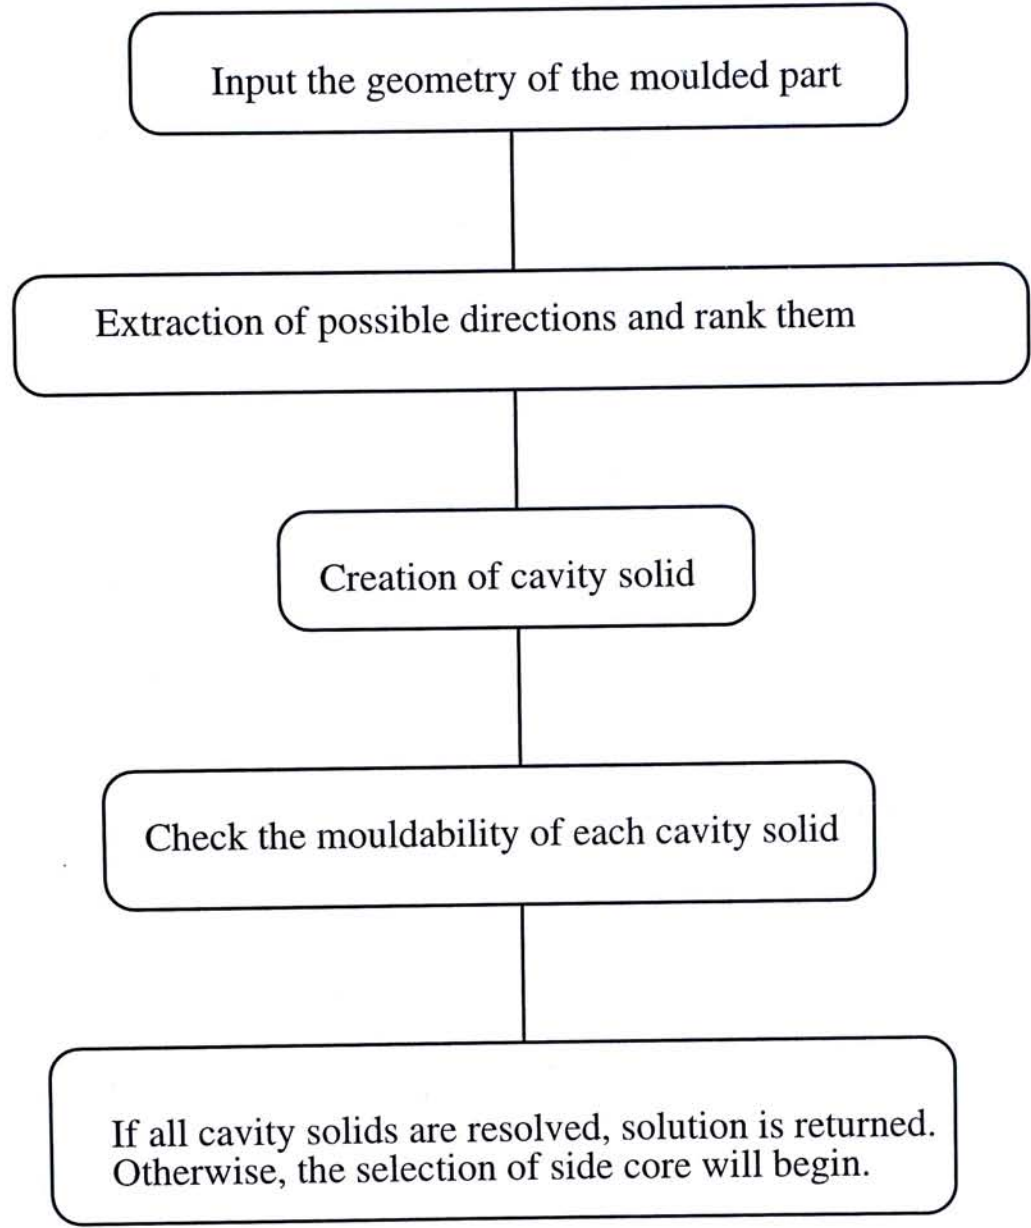 Input the geometry of the moulded part
Extraction of possible directions and rank them
Creation of cavity solid
Check the mouldability of each cavity solid
If all cavity solids are resolved, solution is returned.
Otherwise, the selection of side core will begin.